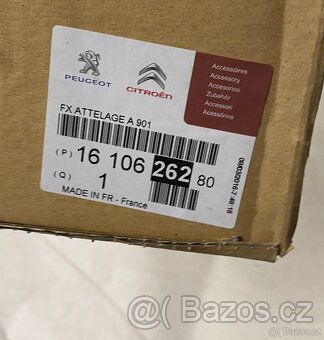 PEUGEOT
CITROËN
Accessoires
Accessory
Accesorios
Zubehör
Accessori
Acessórios
FX ATTELAGE A 901
(P) 16 106 262 80
(Q) 1
MADE IN FR - France
Bazos.cz